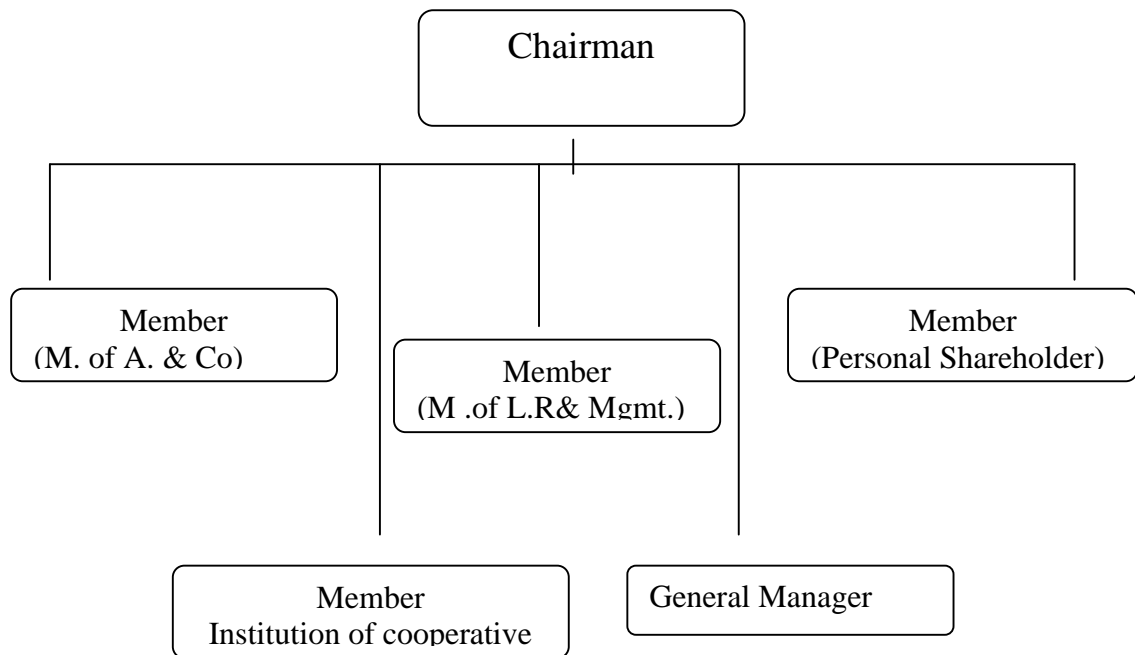 Chairman
Member
(M. of A. & Co)
Member
(M .of L.R& Mgmt.)
Member
(Personal Shareholder)
Member
Institution of cooperative
General Manager